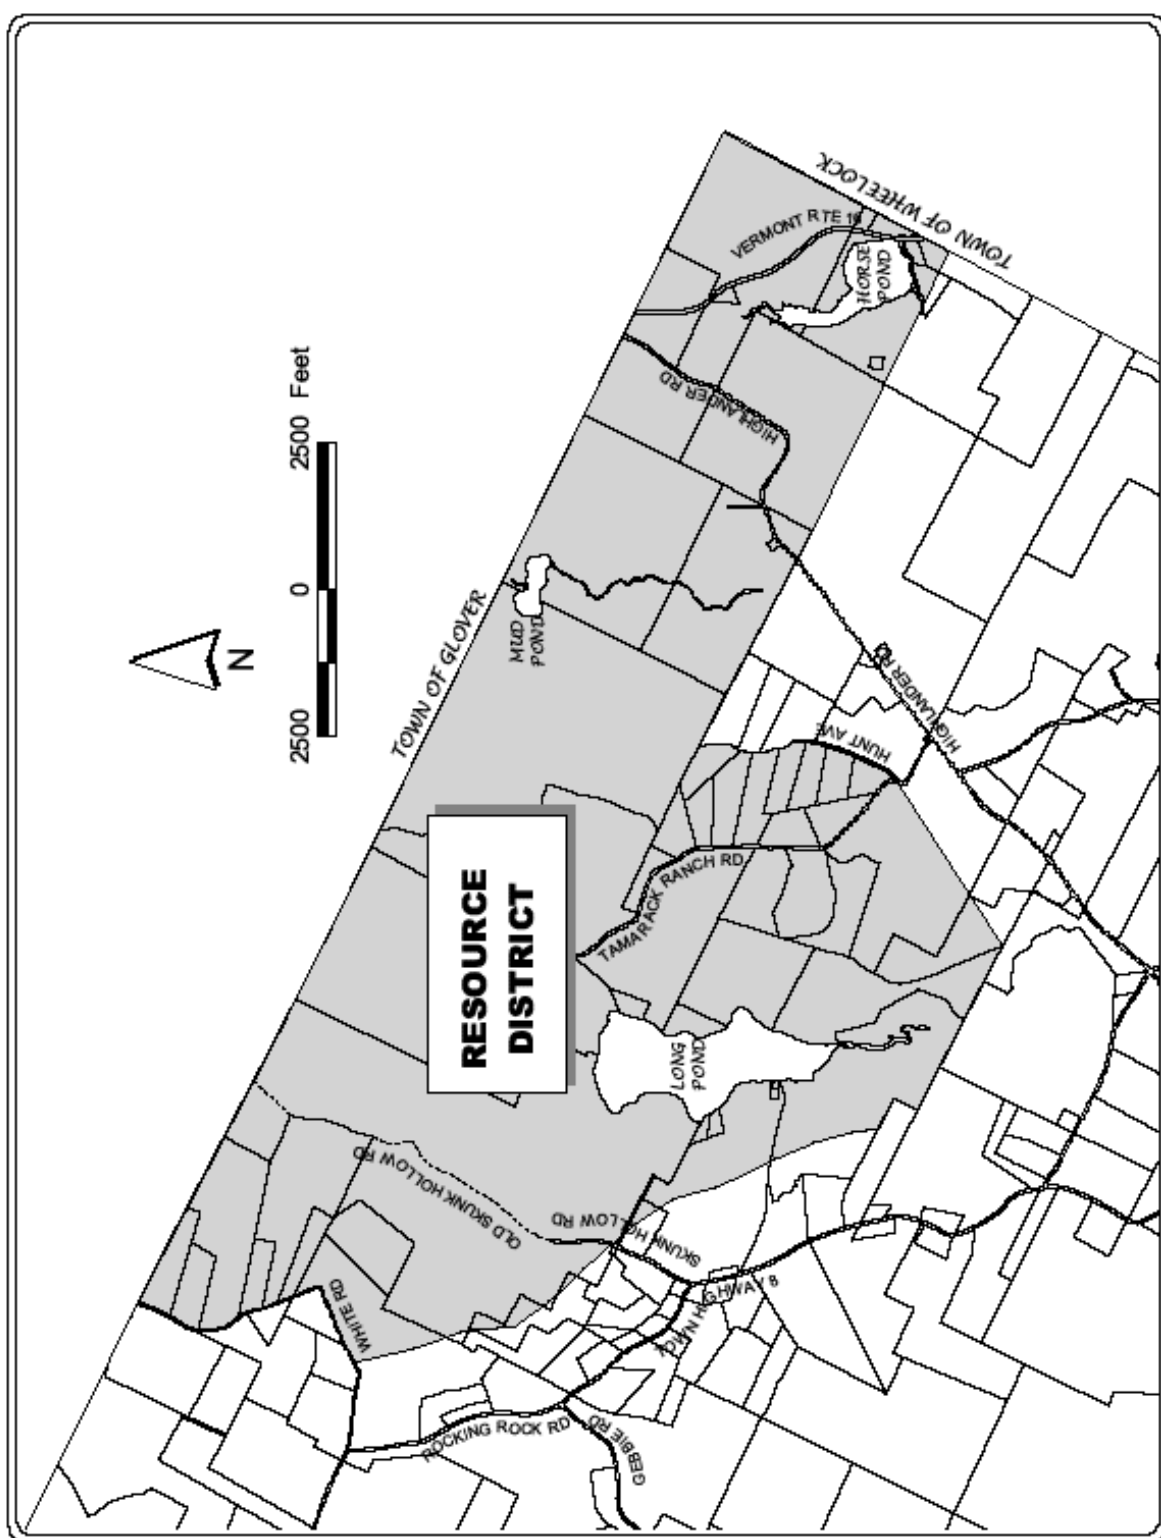 TOWN OF WHEELOCK
VERMONT RTE 16
HORSE
POND
2500 0 2500 Feet
HIGHLANDER RD
N
MUD
POND
TOWN OF GLOVER
HIGHLANDER RD
HUNT AVE
RESOURCE
DISTRICT
TAMARACK RANCH RD
LONG
POND
OLD SKUNK HOLLOW RD
SKUNK HOLLOW RD
WHITE RD
TOWN HIGHWAY 8
ROCKING ROCK RD
GEBBIE RD